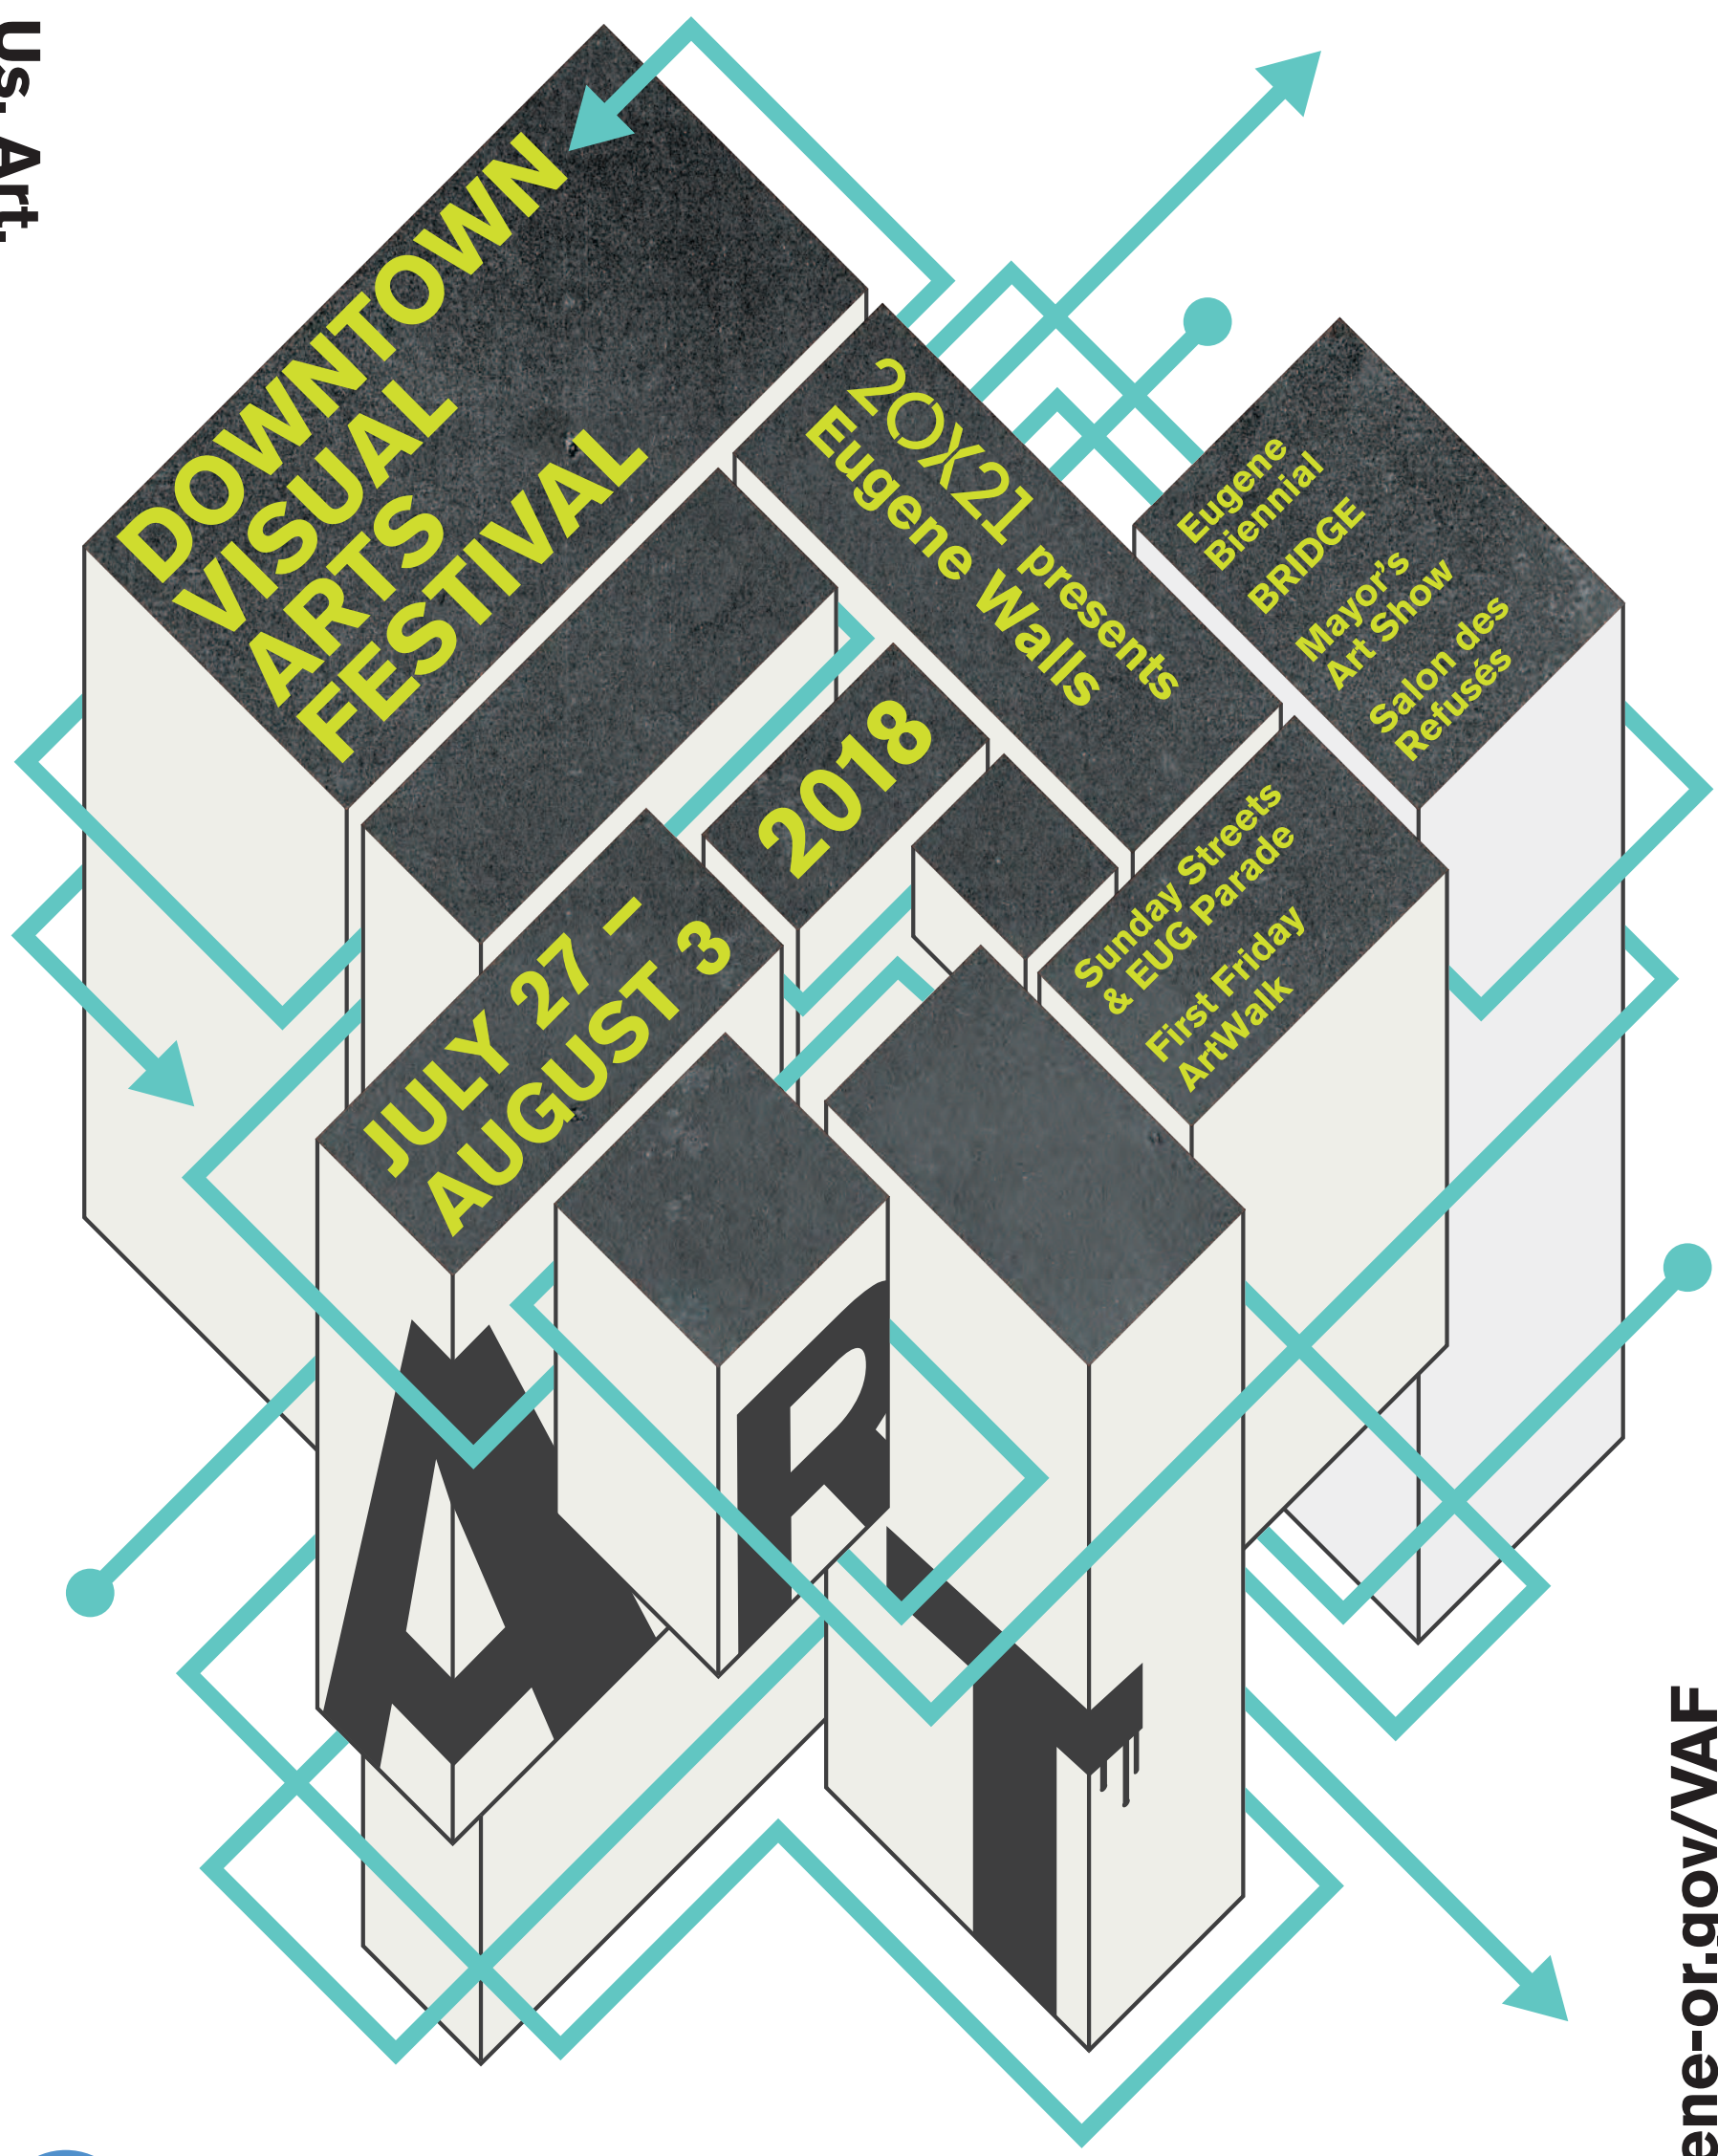 Us. Art.
DOWNTOWN
VISUAL
ARTS
FESTIVAL
20X21 presents
Eugene Walls
Eugene
Biennial
BRIDGE
Mayor's
Art Show
Salon des
Refusés
2018
JULY 27 –
AUGUST 3
Sunday Streets
& EUG Parade
First Friday
ArtWalk
ART
ene-or.gov/VAF